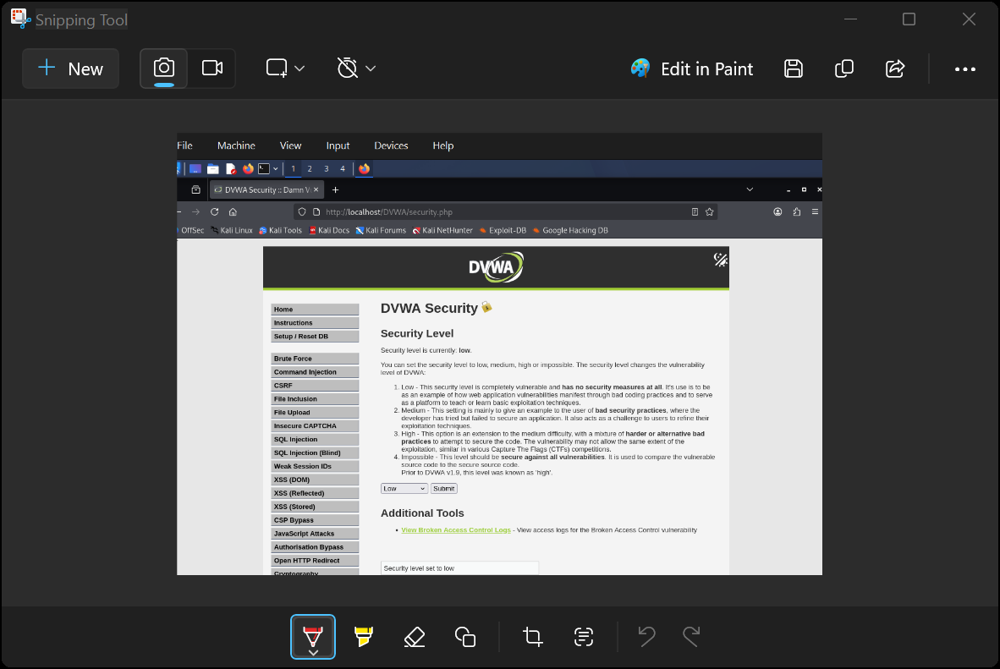 Snipping Tool
New
Edit in Paint
File Machine View Input Devices Help
1 2 3 4
DVWA Security :: Damn V
http://localhost/DVWA/security.php
OffSec Kali Linux Kali Tools Kali Docs Kali Forums Kali NetHunter Exploit-DB Google Hacking DB
DVWA
Home
Instructions
Setup / Reset DB
Brute Force
Command Injection
CSRF
File Inclusion
File Upload
Insecure CAPTCHA
SQL Injection
SQL Injection (Blind)
Weak Session IDs
XSS (DOM)
XSS (Reflected)
XSS (Stored)
CSP Bypass
JavaScript Attacks
Authorisation Bypass
Open HTTP Redirect
Cryptography
DVWA Security
Security Level
Security level is currently: low.
You can set the security level to low, medium, high or impossible. The security level changes the vulnerability
level of DVWA:
1. Low - This security level is completely vulnerable and has no security measures at all. It's use is to be
as an example of how web application vulnerabilities manifest through bad coding practices and to serve
as a platform to teach or learn basic exploitation techniques.
2. Medium - This setting is mainly to give an example to the user of bad security practices, where the
developer has tried but failed to secure an application. It also acts as a challenge to users to refine their
exploitation techniques.
3. High - This option is an extension to the medium difficulty, with a mixture of harder or alternative bad
practices to attempt to secure the code. The vulnerability may not allow the same extent of the
exploitation, similar in various Capture The Flags (CTFs) competitions.
4. Impossible - This level should be secure against all vulnerabilities. It is used to compare the vulnerable
source code to the secure source code.
Prior to DVWA v1.9, this level was known as 'high'.
Low Submit
Additional Tools
• View Broken Access Control Logs - View access logs for the Broken Access Control vulnerability
Security level set to low